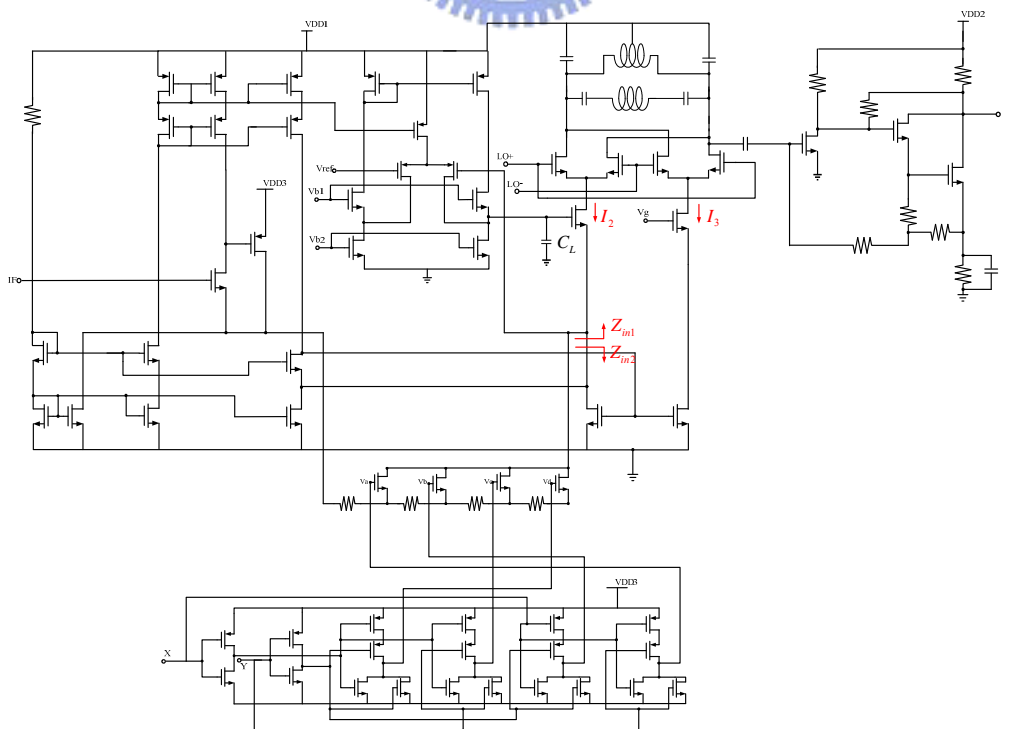 VDD1
VDD2
Vref
LO+
LO-
VDD3
Vb1
Vg
I2
I3
Vb2
CL
IF
Zin1
Zin2
Va
Vb
Vc
Vd
VDD3
X
Y